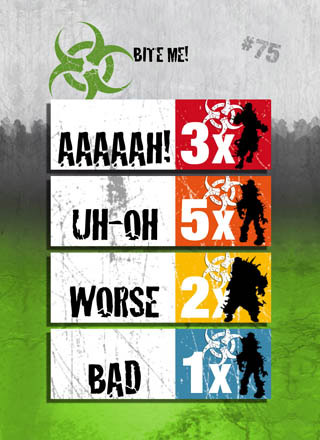 BITE ME!
#75
AAAAAH! 3x
UH-OH 5x
WORSE 2x
BAD 1x